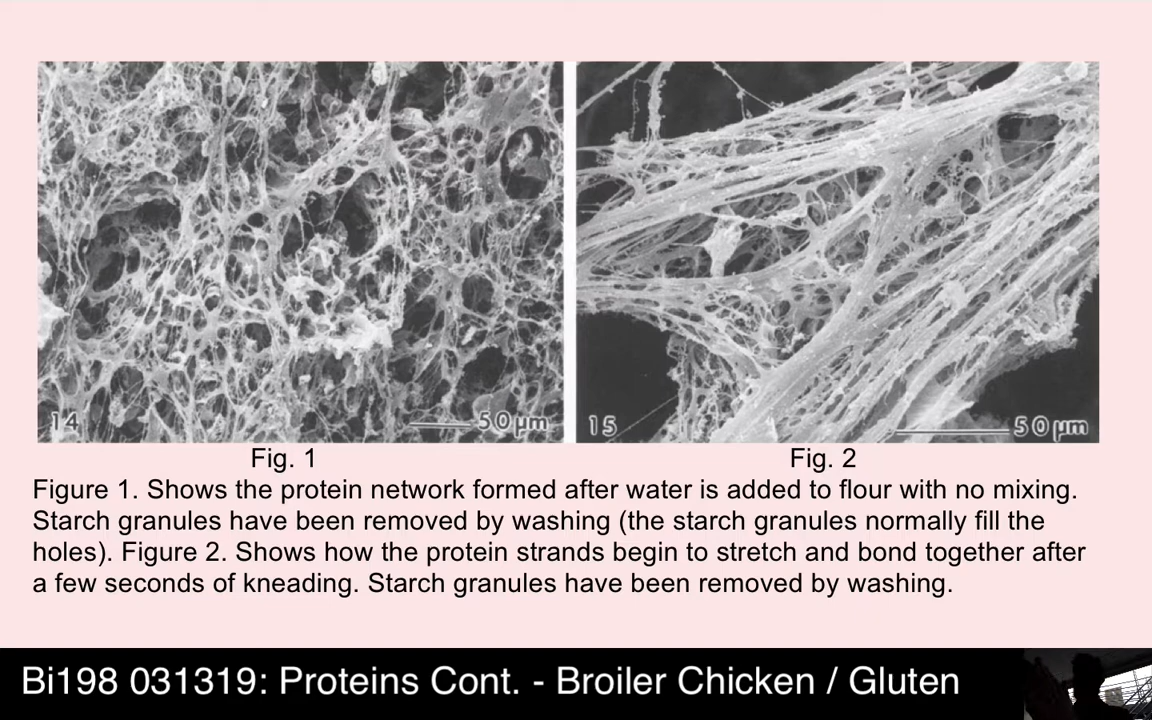 14
50 µm
15
50 µm
Fig. 1
Fig. 2
Figure 1. Shows the protein network formed after water is added to flour with no mixing.
Starch granules have been removed by washing (the starch granules normally fill the
holes). Figure 2. Shows how the protein strands begin to stretch and bond together after
a few seconds of kneading. Starch granules have been removed by washing.
Bi198 031319: Proteins Cont. - Broiler Chicken / Gluten